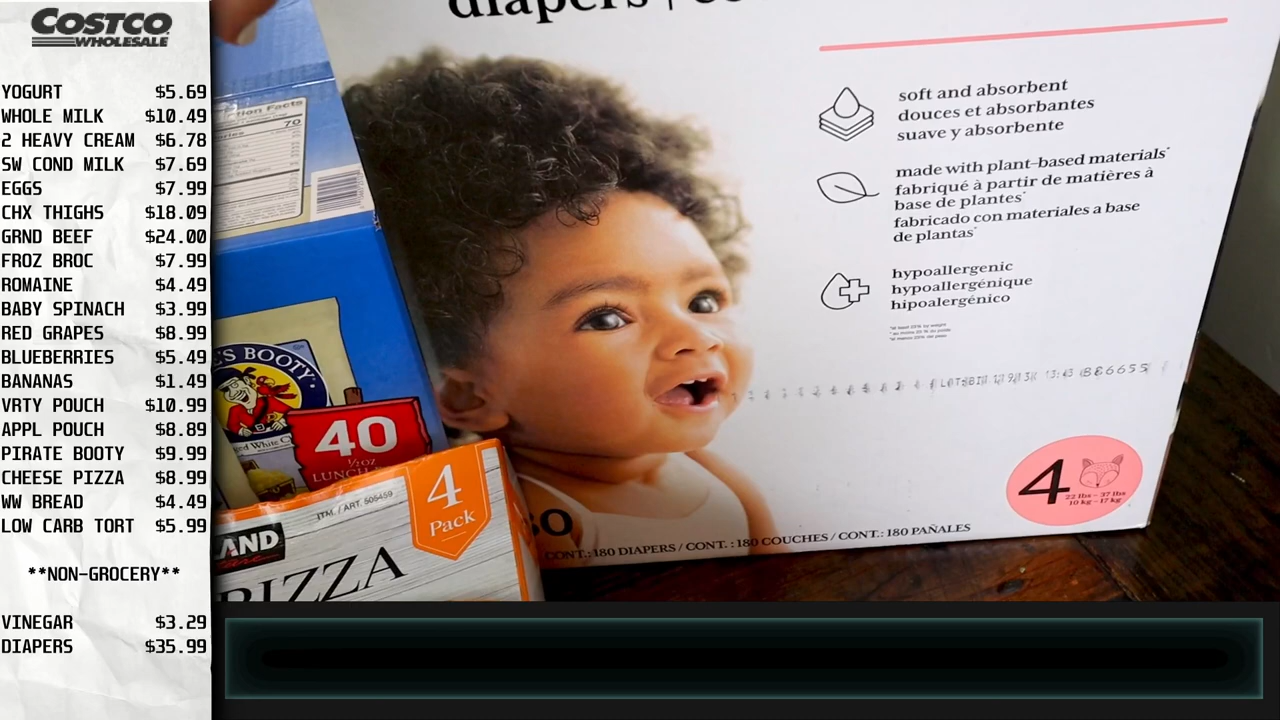 COSTCO
WHOLESALE
YOGURT $5.69
WHOLE MILK $10.49
2 HEAVY CREAM $6.78
SW COND MILK $7.69
EGGS $7.99
CHX THIGHS $18.09
GRND BEEF $24.00
FROZ BROC $7.99
ROMAINE $4.49
BABY SPINACH $3.99
RED GRAPES $8.99
BLUEBERRIES $5.49
BANANAS $1.49
VRTY POUCH $10.99
APPL POUCH $8.89
PIRATE BOOTY $9.99
CHEESE PIZZA $8.99
WW BREAD $4.49
LOW CARB TORT $5.99
**NON-GROCERY**
VINEGAR $3.29
DIAPERS $35.99
diapers |
soft and absorbent
douces et absorbantes
suave y absorbente
made with plant-based materials*
fabriqué à partir de matières à
base de plantes*
fabricado con materiales a base
de plantas*
hypoallergenic
hypoallergénique
hipoalergénico
4
22 lbs - 37 lbs
10 kg - 17 kg
CONT.: 180 DIAPERS / CONT. : 180 COUCHES / CONT.: 180 PAÑALES
Facts
70
BOOTY
40
½oz
LUNCH
ITM. / ART. 505459
4
Pack
PIZZA